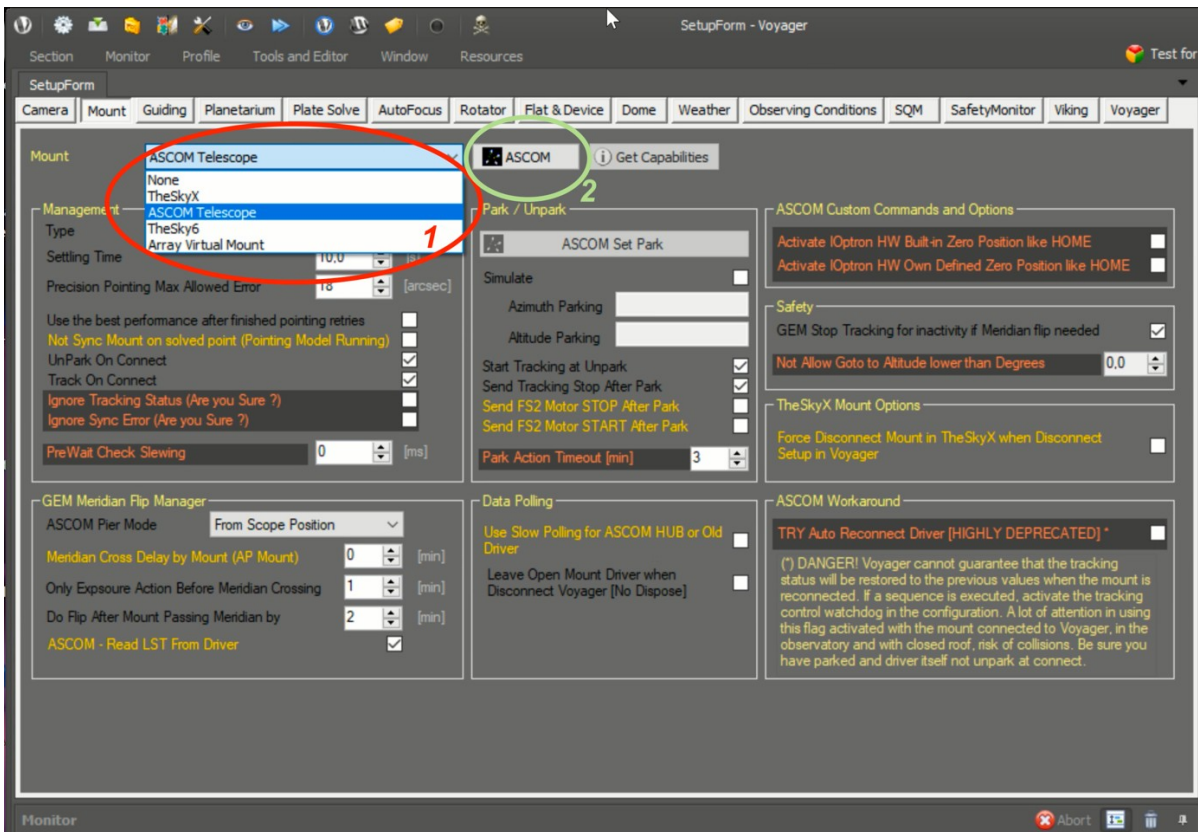 SetupForm - Voyager
Section Monitor Profile Tools and Editor Window Resources
Test for
SetupForm
Camera Mount Guiding Planetarium Plate Solve AutoFocus Rotator Flat & Device Dome Weather Observing Conditions SQM SafetyMonitor Viking Voyager
Mount
ASCOM Telescope
ASCOM
Get Capabilities
None
TheSkyX
ASCOM Telescope
TheSky6
Array Virtual Mount
1
2
Management
Type
Settling Time 10,0 [s]
Precision Pointing Max Allowed Error 18 [arcsec]
Use the best performance after finished pointing retries
Not Sync Mount on solved point (Pointing Model Running)
UnPark On Connect
Track On Connect
Ignore Tracking Status (Are you Sure ?)
Ignore Sync Error (Are you Sure ?)
PreWait Check Slewing 0 [ms]
Park / Unpark
ASCOM Set Park
Simulate
Azimuth Parking
Altitude Parking
Start Tracking at Unpark
Send Tracking Stop After Park
Send FS2 Motor STOP After Park
Send FS2 Motor START After Park
Park Action Timeout [min] 3
ASCOM Custom Commands and Options
Activate IOptron HW Built-in Zero Position like HOME
Activate IOptron HW Own Defined Zero Position like HOME
Safety
GEM Stop Tracking for inactivity if Meridian flip needed
Not Allow Goto to Altitude lower than Degrees 0,0
TheSkyX Mount Options
Force Disconnect Mount in TheSkyX when Disconnect
Setup in Voyager
GEM Meridian Flip Manager
ASCOM Pier Mode From Scope Position
Meridian Cross Delay by Mount (AP Mount) 0 [min]
Only Expsoure Action Before Meridian Crossing 1 [min]
Do Flip After Mount Passing Meridian by 2 [min]
ASCOM - Read LST From Driver
Data Polling
Use Slow Polling for ASCOM HUB or Old
Driver
Leave Open Mount Driver when
Disconnect Voyager [No Dispose]
ASCOM Workaround
TRY Auto Reconnect Driver [HIGHLY DEPRECATED] *
(*) DANGER! Voyager cannot guarantee that the tracking
status will be restored to the previous values when the mount is
reconnected. If a sequence is executed, activate the tracking
control watchdog in the configuration. A lot of attention in using
this flag activated with the mount connected to Voyager, in the
observatory and with closed roof, risk of collisions. Be sure you
have parked and driver itself not unpark at connect.
Monitor
Abort